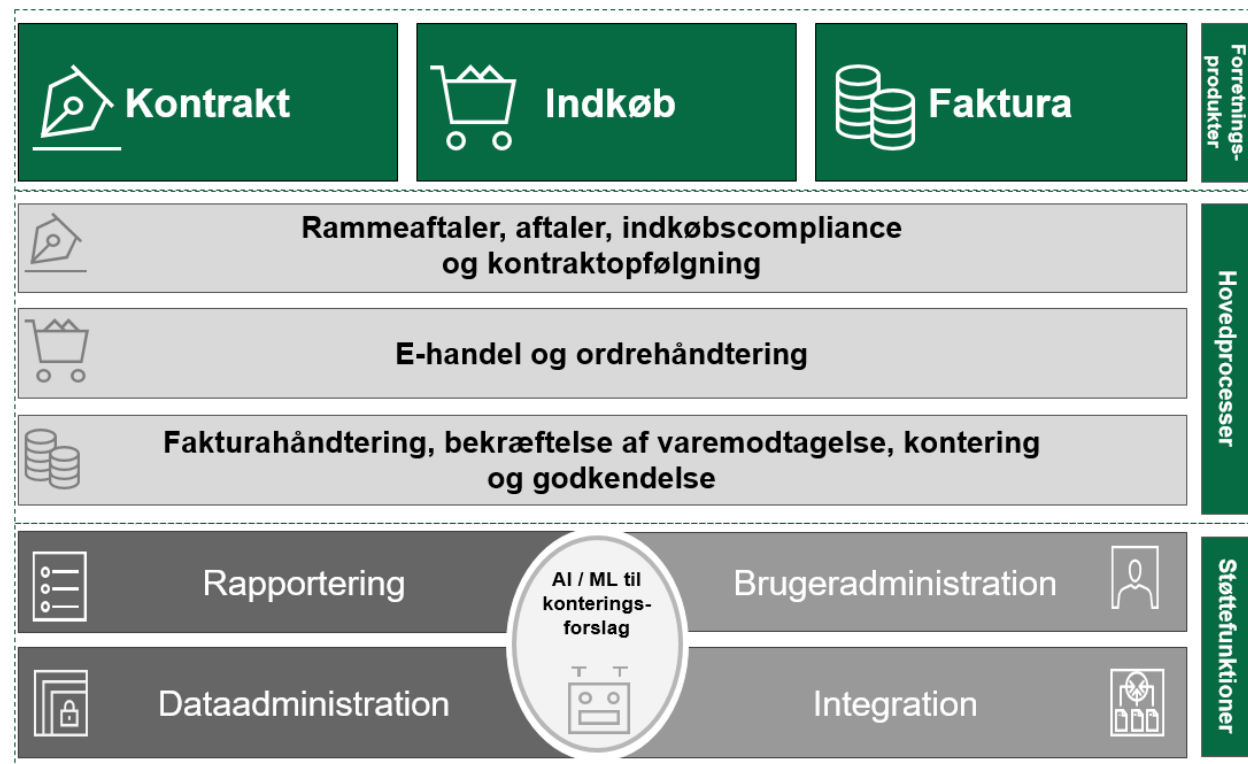 Kontrakt
Indkøb
Faktura
Forretnings-
produkter
Rammeaftaler, aftaler, indkøbscompliance
og kontraktopfølgning
E-handel og ordrehåndtering
Fakturahåndtering, bekræftelse af varemodtagelse, kontering
og godkendelse
Hovedprocesser
Rapportering
AI / ML til
konterings-
forslag
Brugeradministration
Dataadministration
Integration
Støttefunktioner